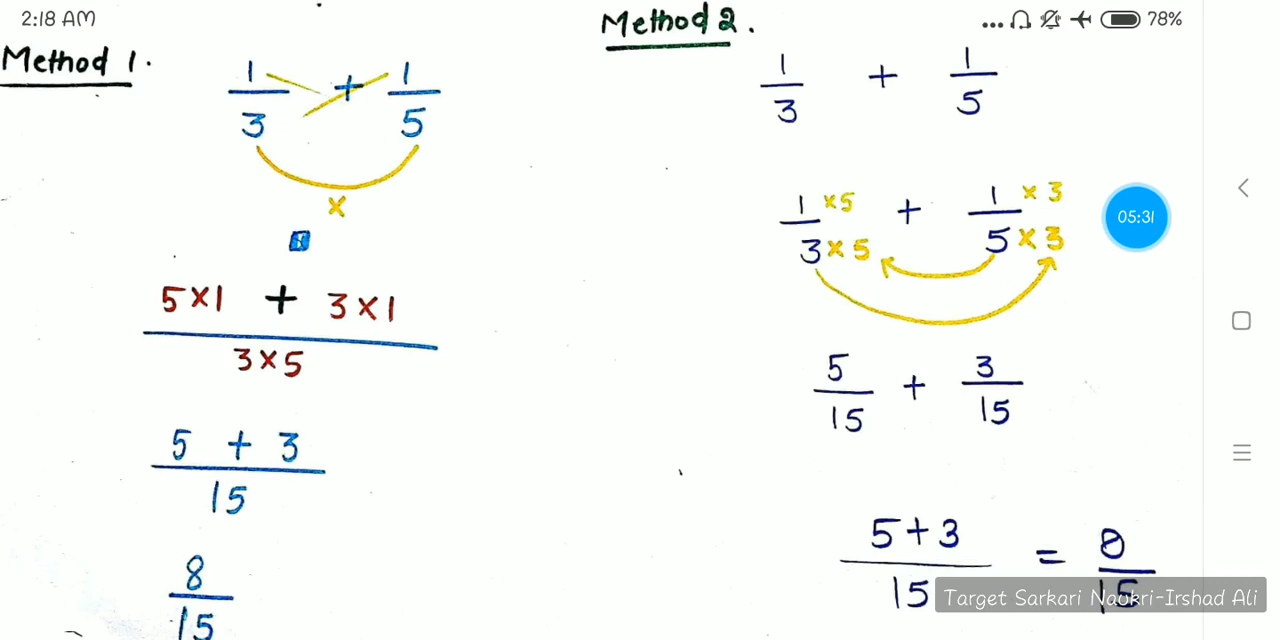 2:18 AM
78%
Method 1.
1/3 + 1/5
×
5×1 + 3×1
3×5
5 + 3
15
8
15
Method 2.
1/3 + 1/5
1×5/3×5 + 1×3/5×3
05:31
5/15 + 3/15
5+3/15 = 8/15
Target Sarkari Naukri-Irshad Ali